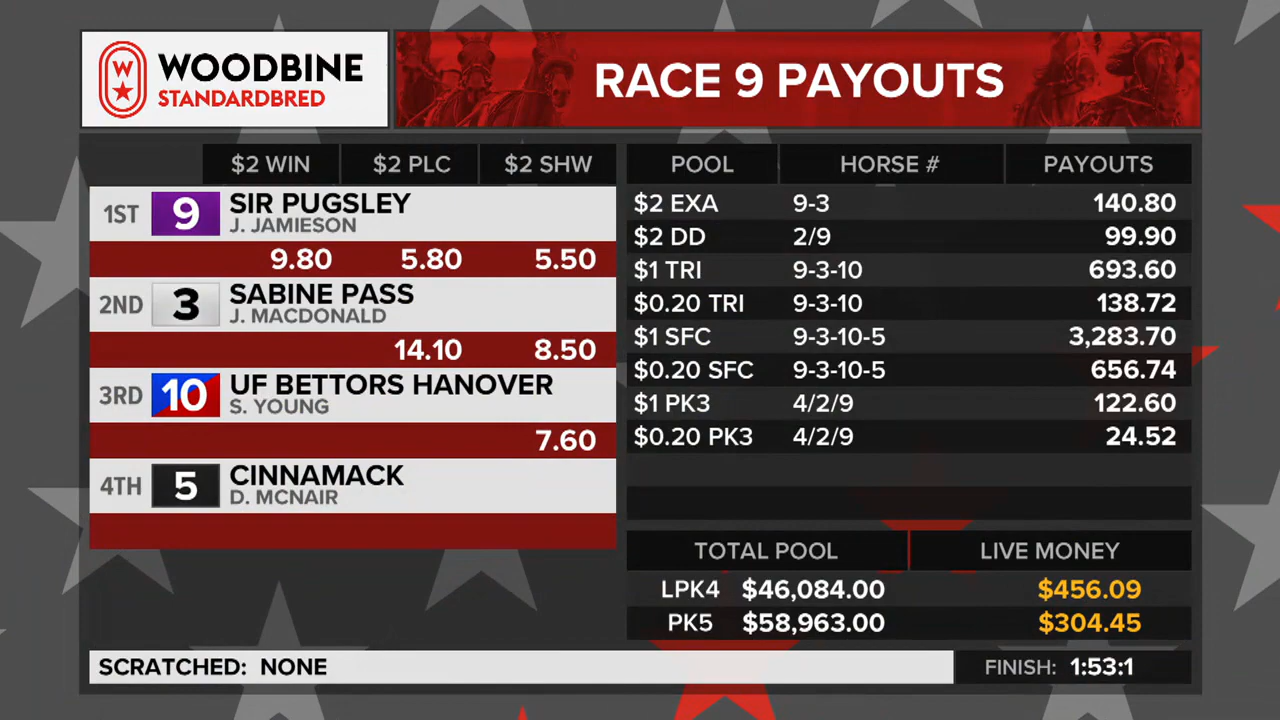 W
WOODBINE
STANDARDBRED
RACE 9 PAYOUTS
$2 WIN $2 PLC $2 SHW
1ST 9 SIR PUGSLEY
J. JAMIESON
9.80 5.80 5.50
2ND 3 SABINE PASS
J. MACDONALD
14.10 8.50
3RD 10 UF BETTORS HANOVER
S. YOUNG
7.60
4TH 5 CINNAMACK
D. MCNAIR
POOL HORSE # PAYOUTS
$2 EXA 9-3 140.80
$2 DD 2/9 99.90
$1 TRI 9-3-10 693.60
$0.20 TRI 9-3-10 138.72
$1 SFC 9-3-10-5 3,283.70
$0.20 SFC 9-3-10-5 656.74
$1 PK3 4/2/9 122.60
$0.20 PK3 4/2/9 24.52
TOTAL POOL LIVE MONEY
LPK4 $46,084.00 $456.09
PK5 $58,963.00 $304.45
SCRATCHED: NONE
FINISH: 1:53:1